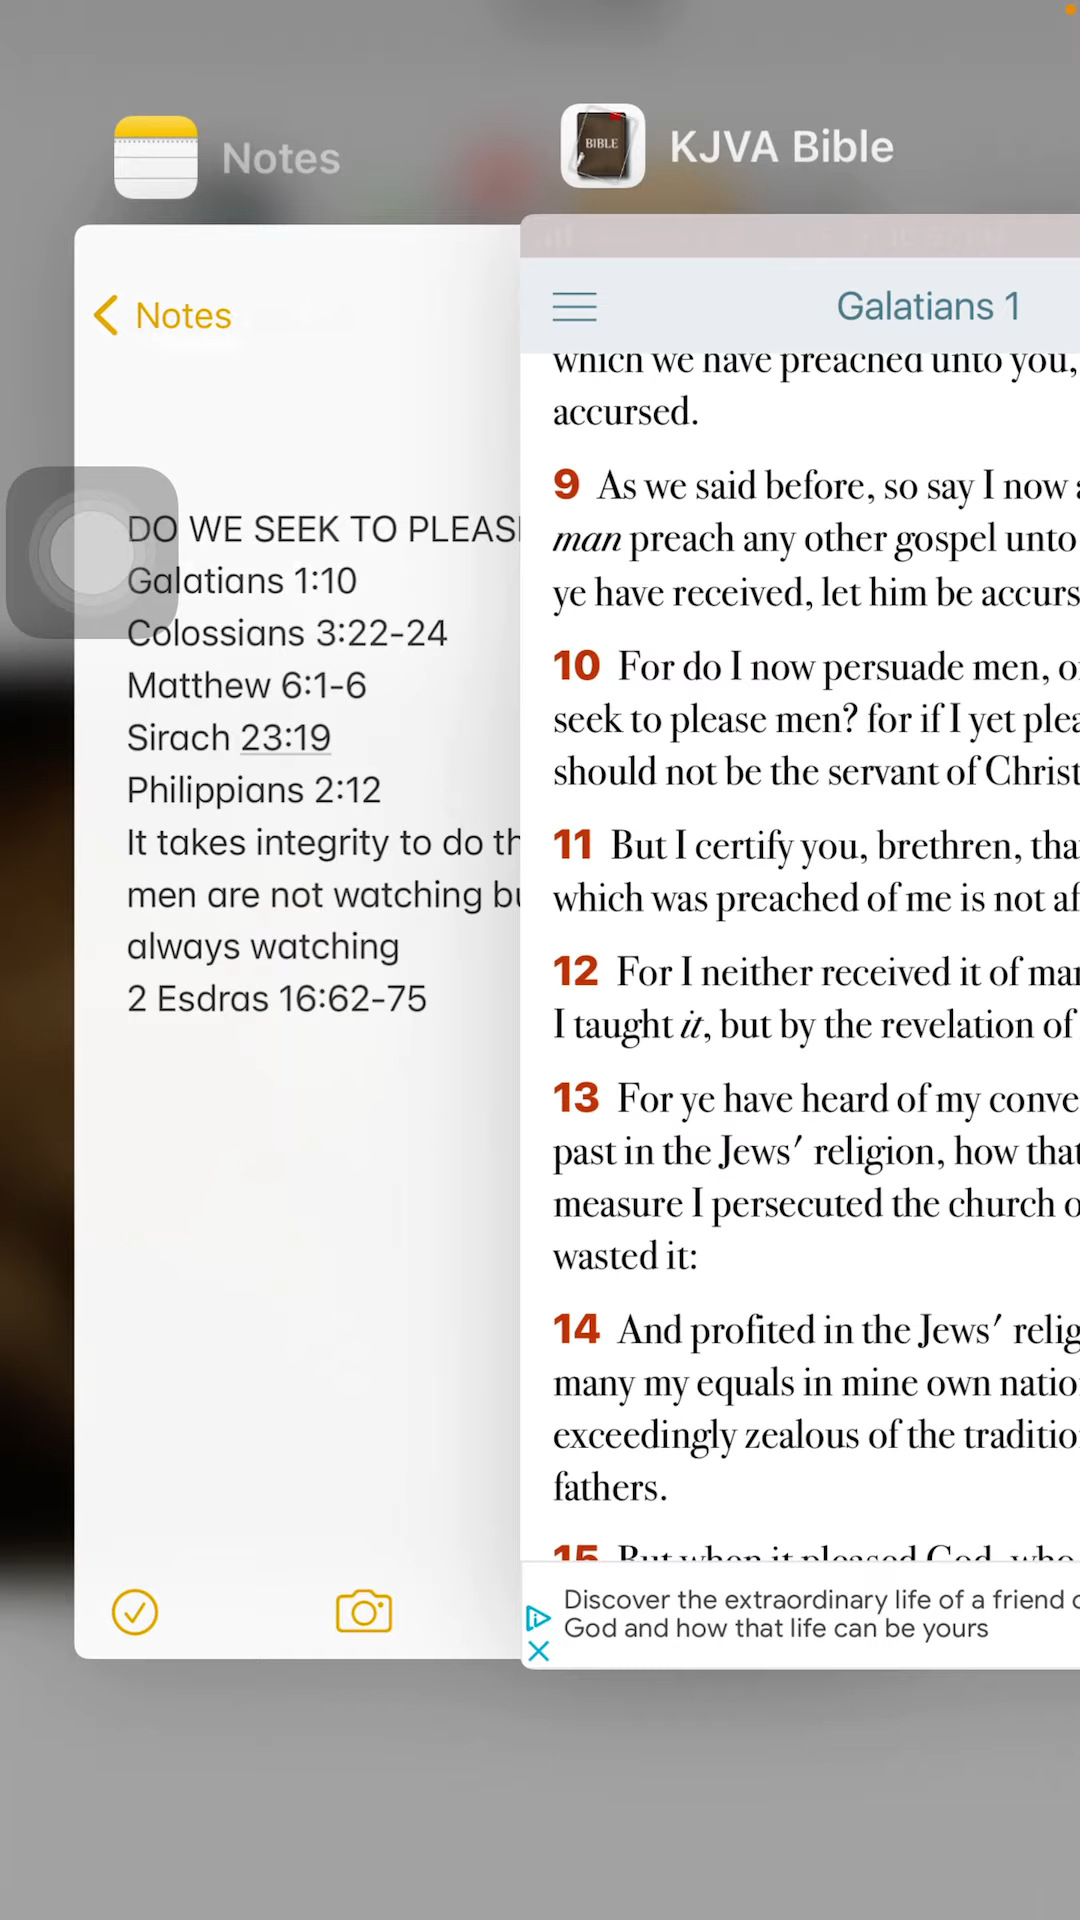 Notes
KJVA Bible
Notes
DO WE SEEK TO PLEAS
Galatians 1:10
Colossians 3:22-24
Matthew 6:1-6
Sirach 23:19
Philippians 2:12
It takes integrity to do th
men are not watching bu
always watching
2 Esdras 16:62-75
BIBLE
Galatians 1
which we have preached unto you,
accursed.
9 As we said before, so say I now
man preach any other gospel unto
ye have received, let him be accurs
10 For do I now persuade men, o
seek to please men? for if I yet plea
should not be the servant of Christ
11 But I certify you, brethren, tha
which was preached of me is not af
12 For I neither received it of mar
I taught it, but by the revelation of
13 For ye have heard of my conve
past in the Jews' religion, how that
measure I persecuted the church o
wasted it:
14 And profited in the Jews' relig
many my equals in mine own natio
exceedingly zealous of the traditio
fathers.
15 But when it pleased God, who
Discover the extraordinary life of a friend o
God and how that life can be yours